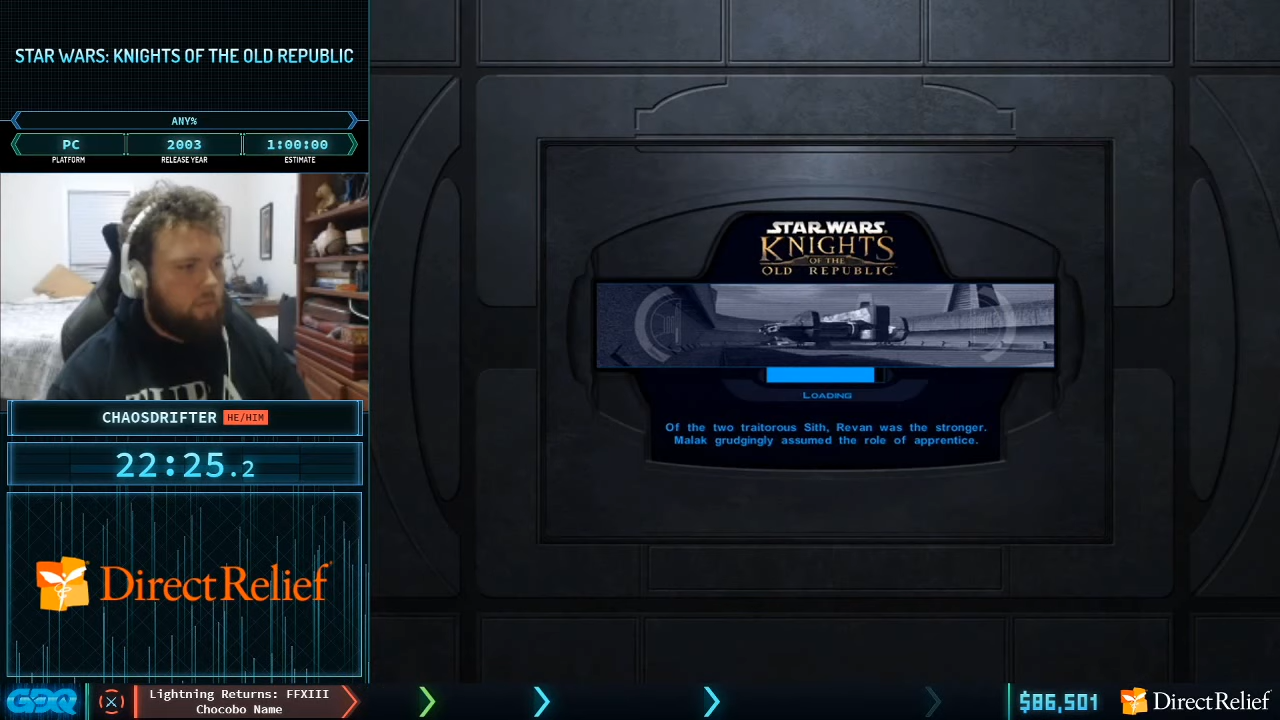 STAR WARS: KNIGHTS OF THE OLD REPUBLIC
ANY%
PC
2003
1:00:00
PLATFORM
RELEASE YEAR
ESTIMATE
CHAOSDRIFTER HE/HIM
22:25.2
DirectRelief
STAR WARS
KNIGHTS
OF THE
OLD REPUBLIC
LOADING
Of the two traitorous Sith, Revan was the stronger.
Malak grudgingly assumed the role of apprentice.
GDQ
Lightning Returns: FFXIII
Chocobo Name
$86,501
DirectRelief